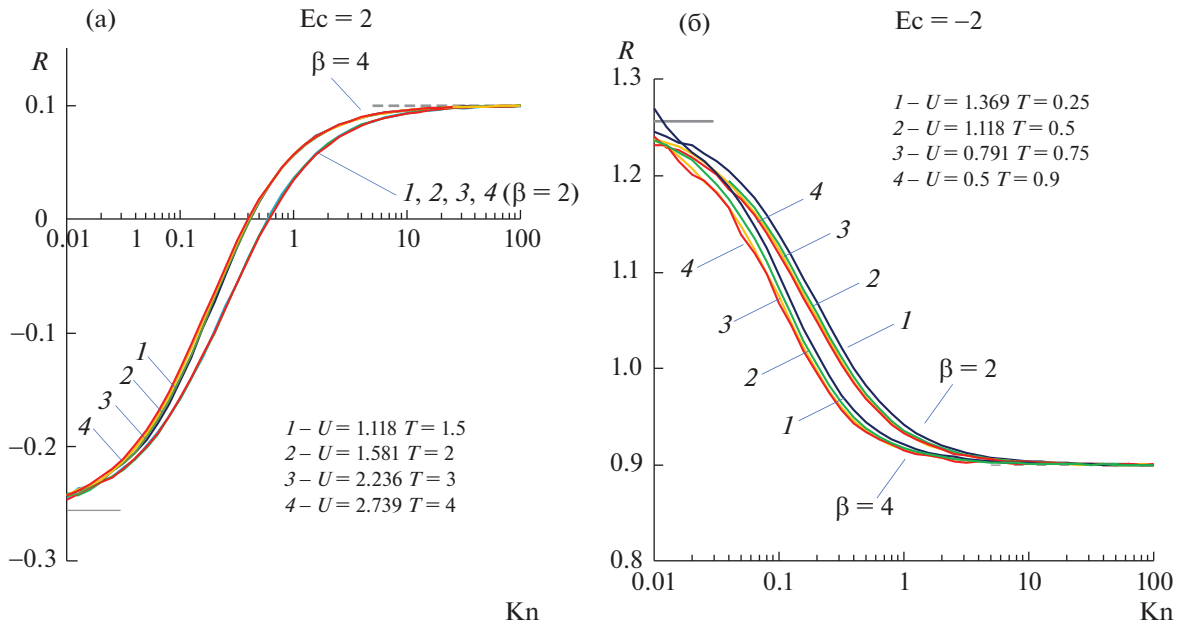 (а)
Ec = 2
R
β = 4
0.1
1, 2, 3, 4 (β = 2)
0
0.01 1 0.1 1 10 100
–0.1
1
2
3
4
–0.2
–0.3
1 – U = 1.118 T = 1.5
2 – U = 1.581 T = 2
3 – U = 2.236 T = 3
4 – U = 2.739 T = 4
Kn
(б)
Ec = –2
R
1.3
1 – U = 1.369 T = 0.25
2 – U = 1.118 T = 0.5
3 – U = 0.791 T = 0.75
4 – U = 0.5 T = 0.9
1.2
4
3
4
1.1
2
3
1
1.0
2
β = 2
1
0.9
β = 4
0.8
0.01 0.1 1 10 100
Kn